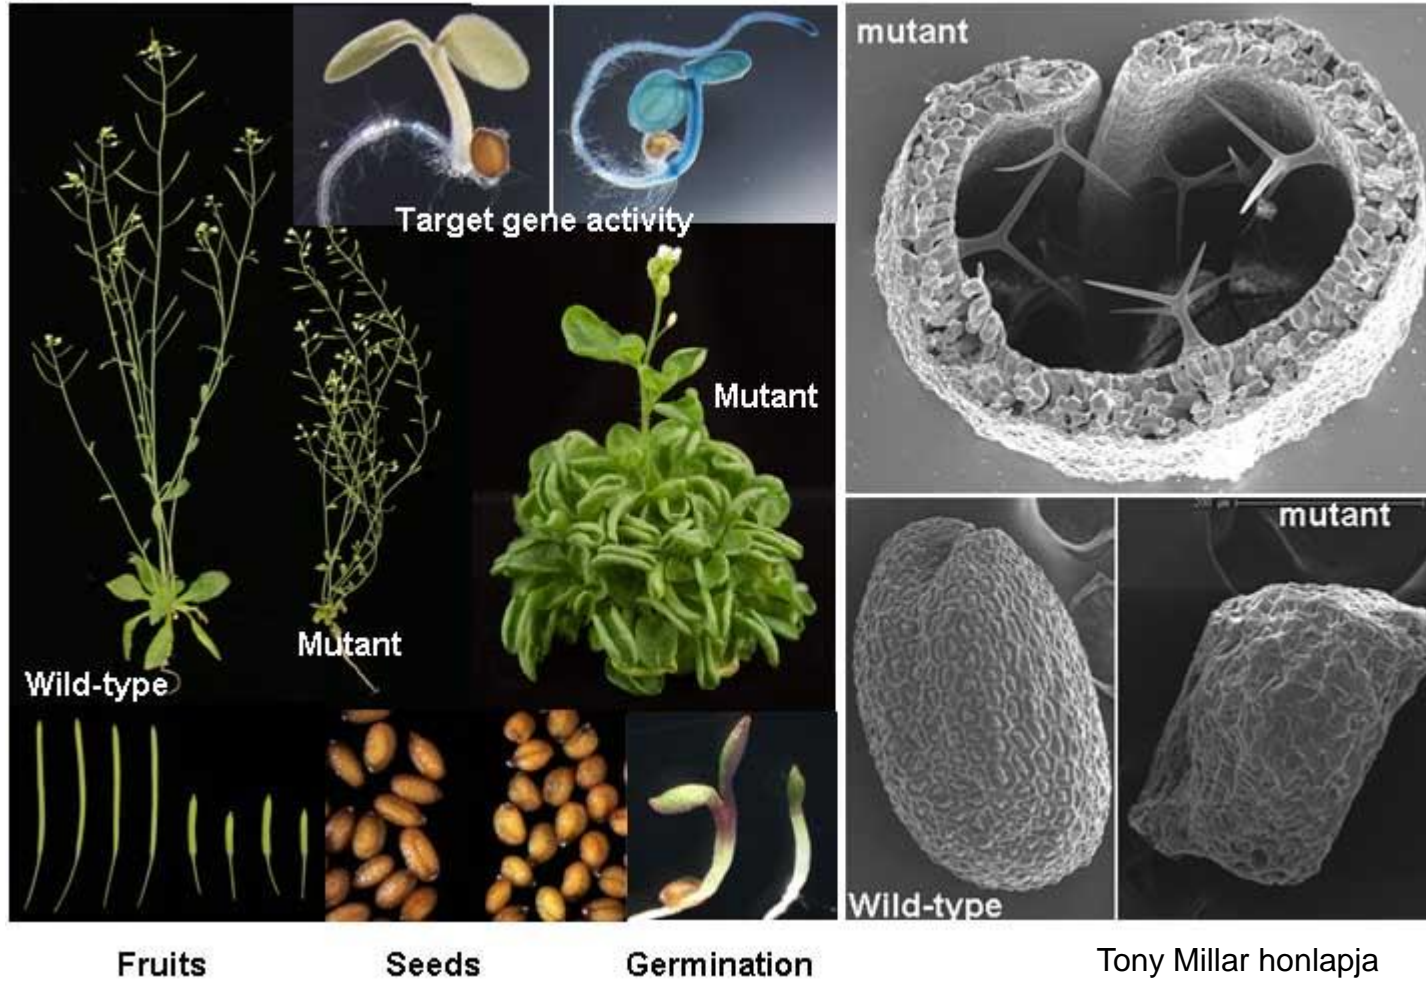 Target gene activity
Wild-type
Mutant
Mutant
mutant
Wild-type
mutant
Fruits
Seeds
Germination
Tony Millar honlapja